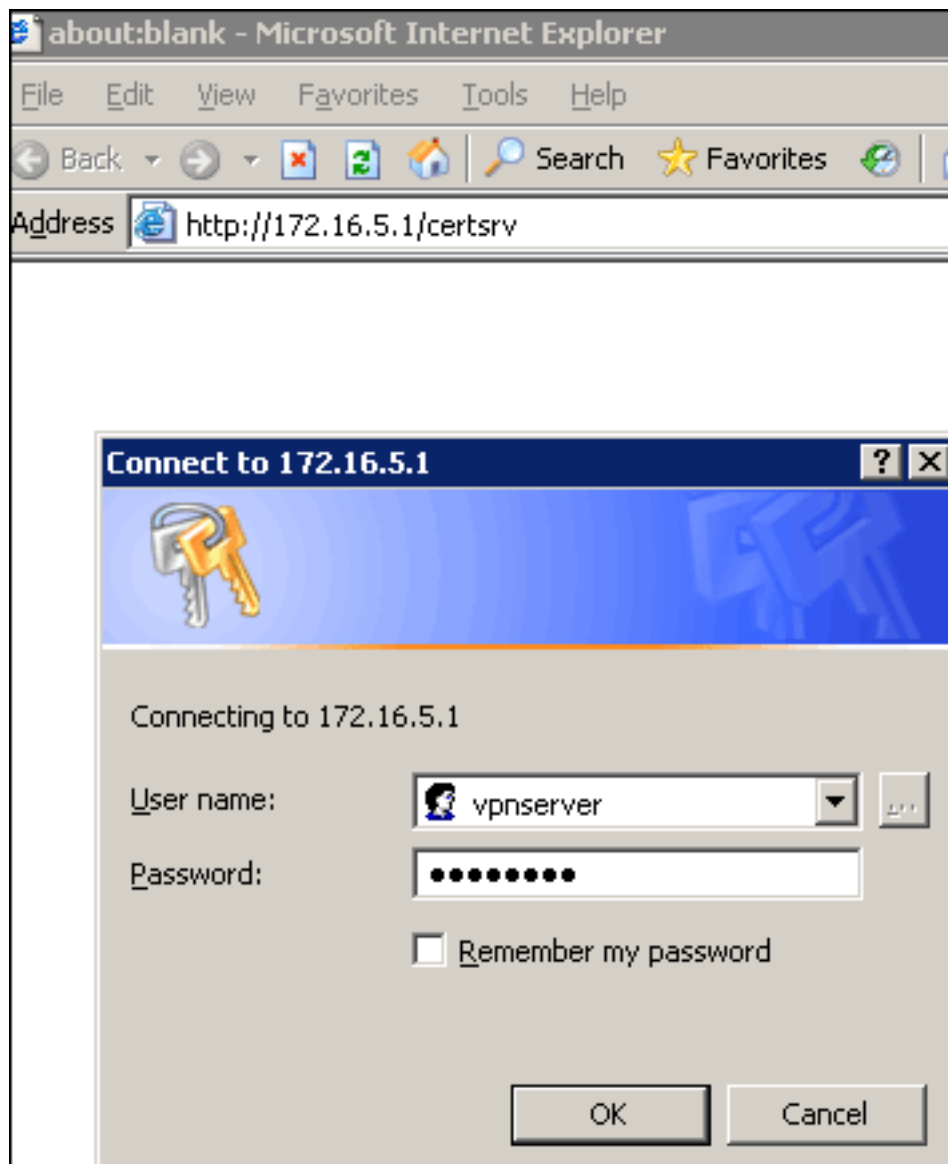 about:blank - Microsoft Internet Explorer
File Edit View Favorites Tools Help
Back Search Favorites
Address http://172.16.5.1/certsrv
Connect to 172.16.5.1
Connecting to 172.16.5.1
User name: vpnserver ...
Password: ●●●●●●●●
Remember my password
OK Cancel